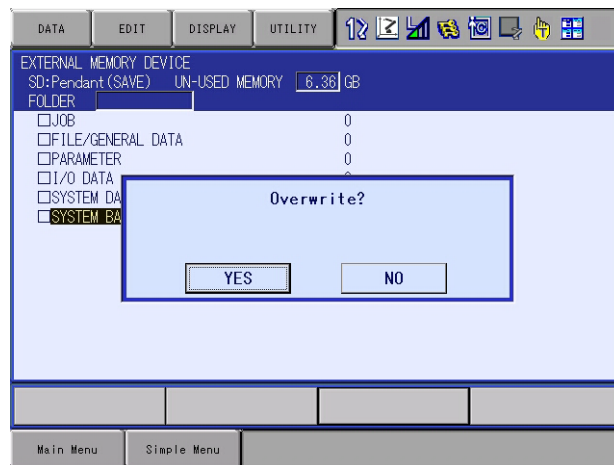 DATA EDIT DISPLAY UTILITY
EXTERNAL MEMORY DEVICE
SD:Pendant(SAVE) UN-USED MEMORY 6.36 GB
FOLDER
JOB 0
FILE/GENERAL DATA 0
PARAMETER 0
I/O DATA
SYSTEM DA
SYSTEM BA
Overwrite?
YES NO
Main Menu Simple Menu